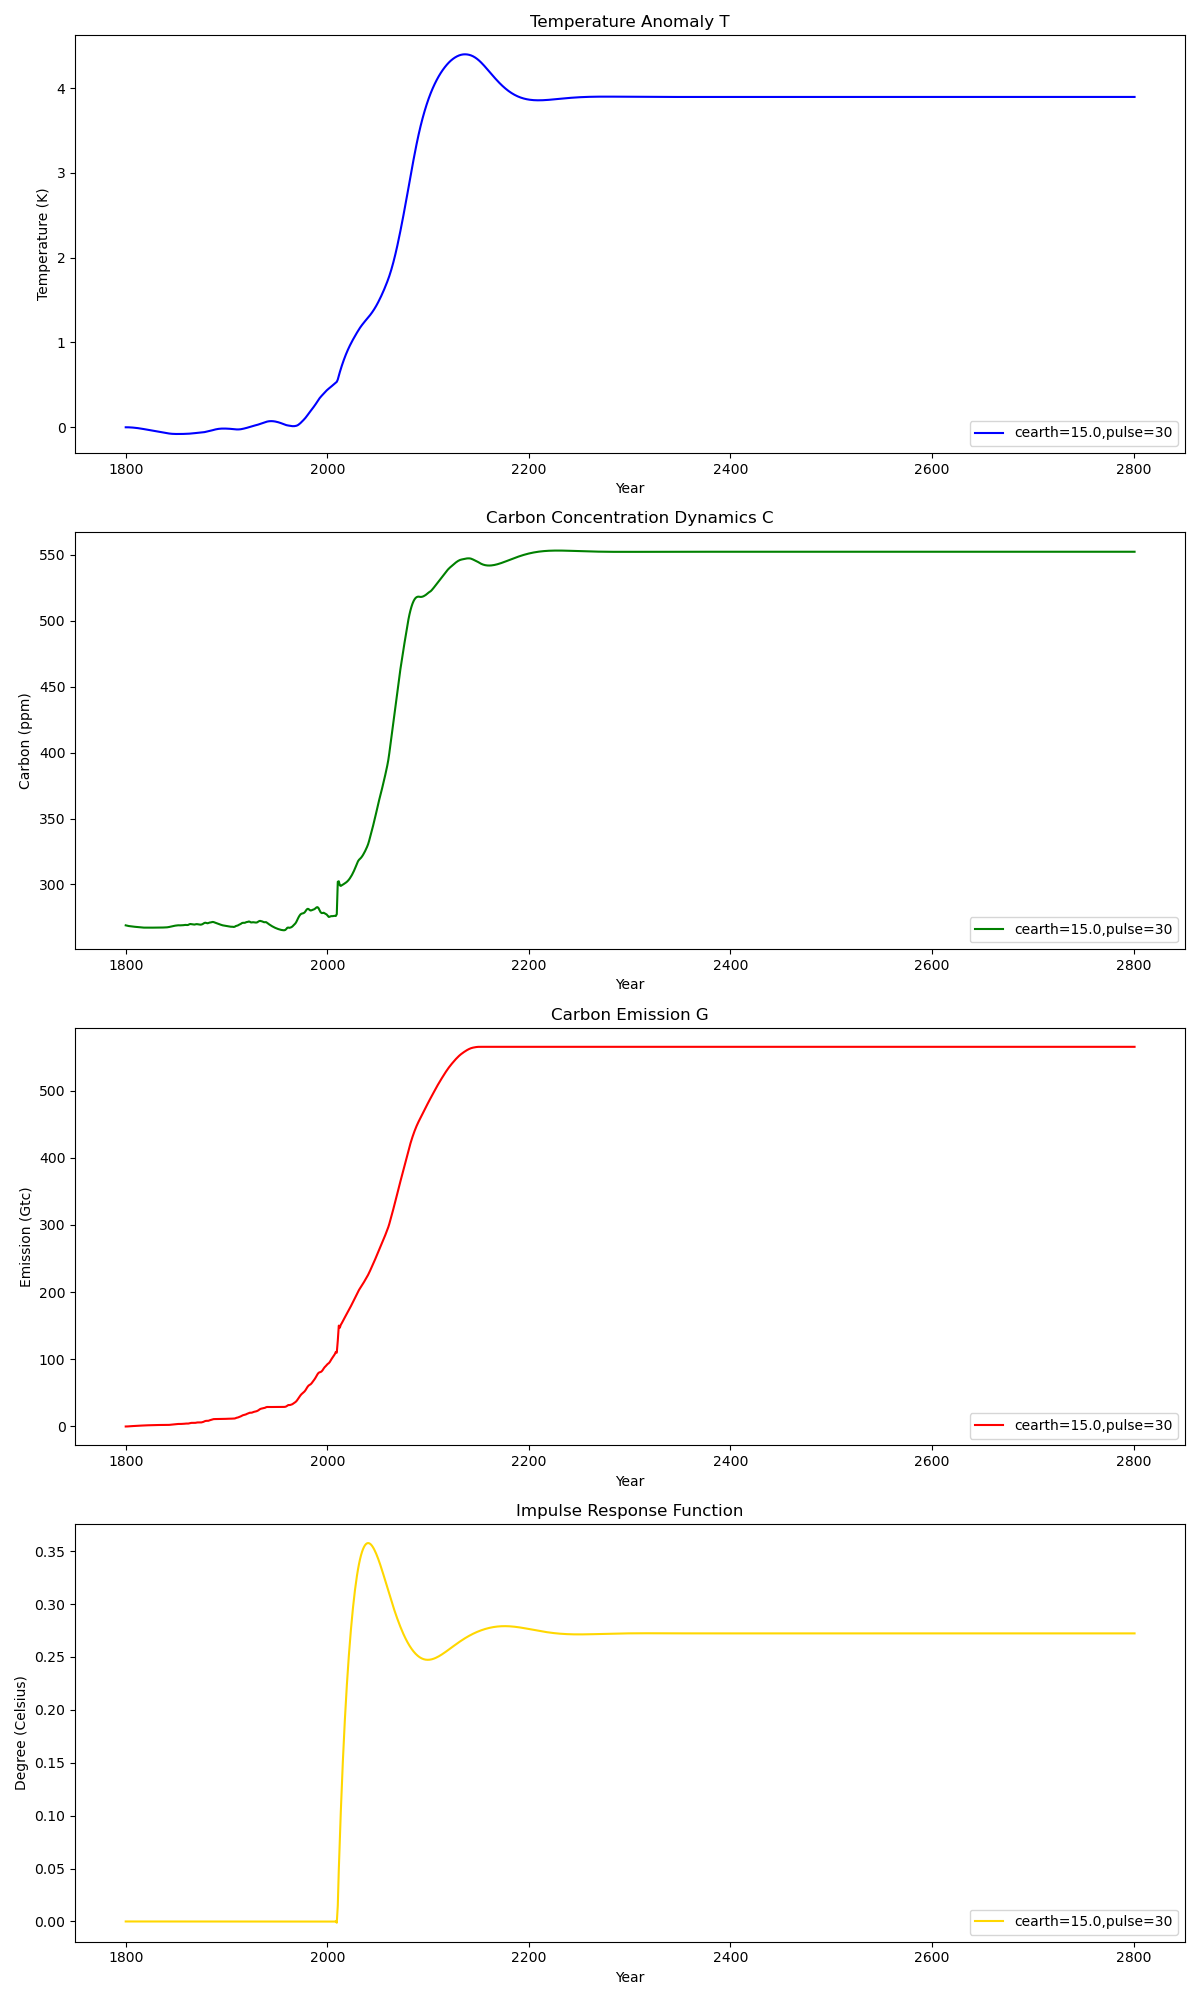 Temperature Anomaly T
4
3
2
1
0
Temperature (K)
cearth=15.0,pulse=30
1800 2000 2200 2400 2600 2800
Year
Carbon Concentration Dynamics C
550
500
450
400
350
300
Carbon (ppm)
cearth=15.0,pulse=30
1800 2000 2200 2400 2600 2800
Year
Carbon Emission G
500
400
300
200
100
0
Emission (Gtc)
cearth=15.0,pulse=30
1800 2000 2200 2400 2600 2800
Year
Impulse Response Function
0.35
0.30
0.25
0.20
0.15
0.10
0.05
0.00
Degree (Celsius)
cearth=15.0,pulse=30
1800 2000 2200 2400 2600 2800
Year